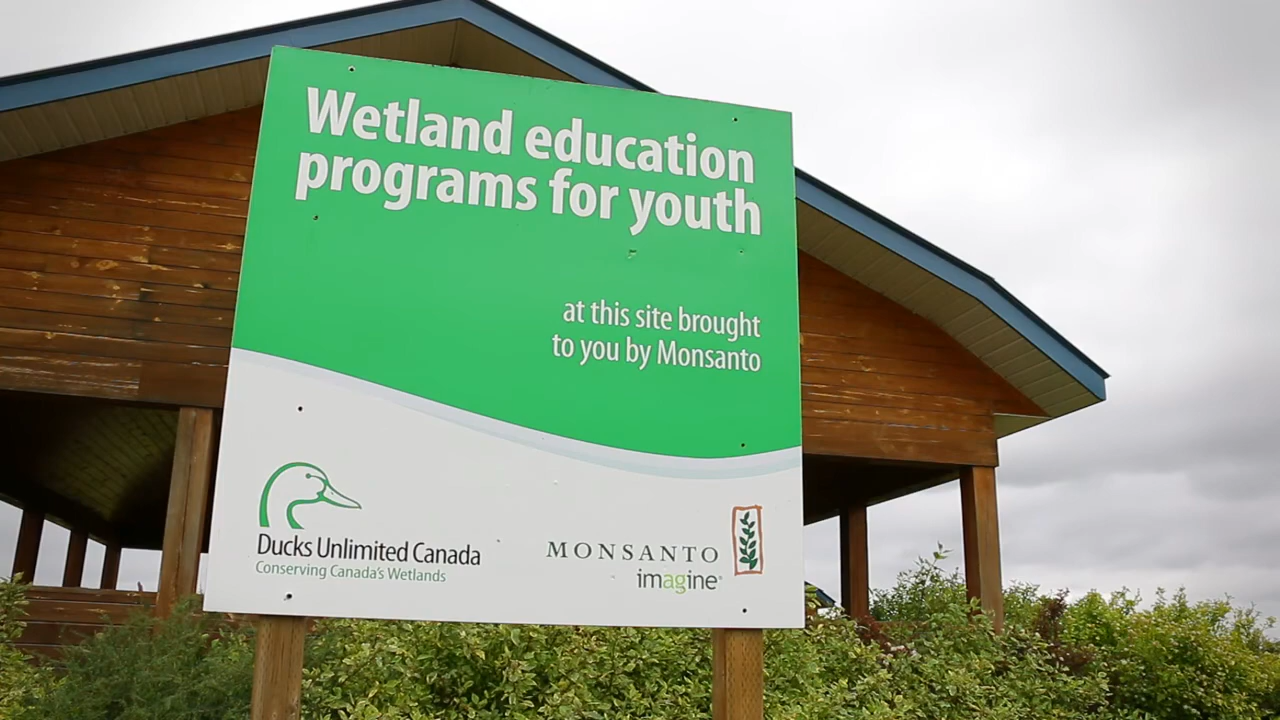 Wetland education
programs for youth
at this site brought
to you by Monsanto
Ducks Unlimited Canada
Conserving Canada's Wetlands
MONSANTO
imagine®